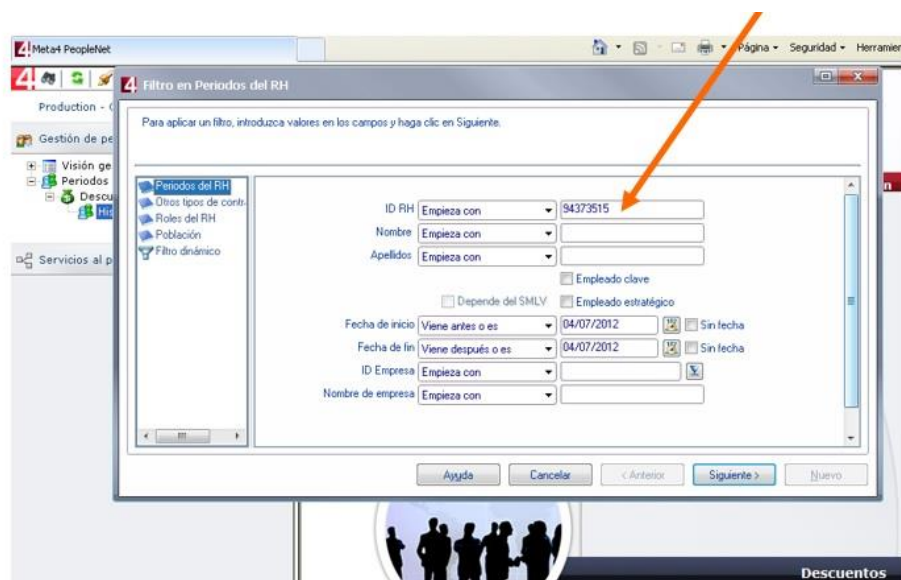 Meta4 PeopleNet
Página
Seguridad
Filtro en Periodos del RH
Production -
Para aplicar un filtro, introduzca valores en los campos y haga clic en Siguiente.
Gestión de pe
Visión ge
Periodos
Descu
His
Servicios al p
Periodos del RH
Otros tipos de contr
Roles del RH
Población
Filtro dinámico
ID RH Empieza con 94373515
Nombre Empieza con
Apellidos Empieza con
Empleado clave
Depende del SMLV Empleado estratégico
Fecha de inicio Viene antes o es 04/07/2012 Sin fecha
Fecha de fin Viene después o es 04/07/2012 Sin fecha
ID Empresa Empieza con
Nombre de empresa Empieza con
Ayuda Cancelar < Anterior Siguiente > Nuevo
Descuentos